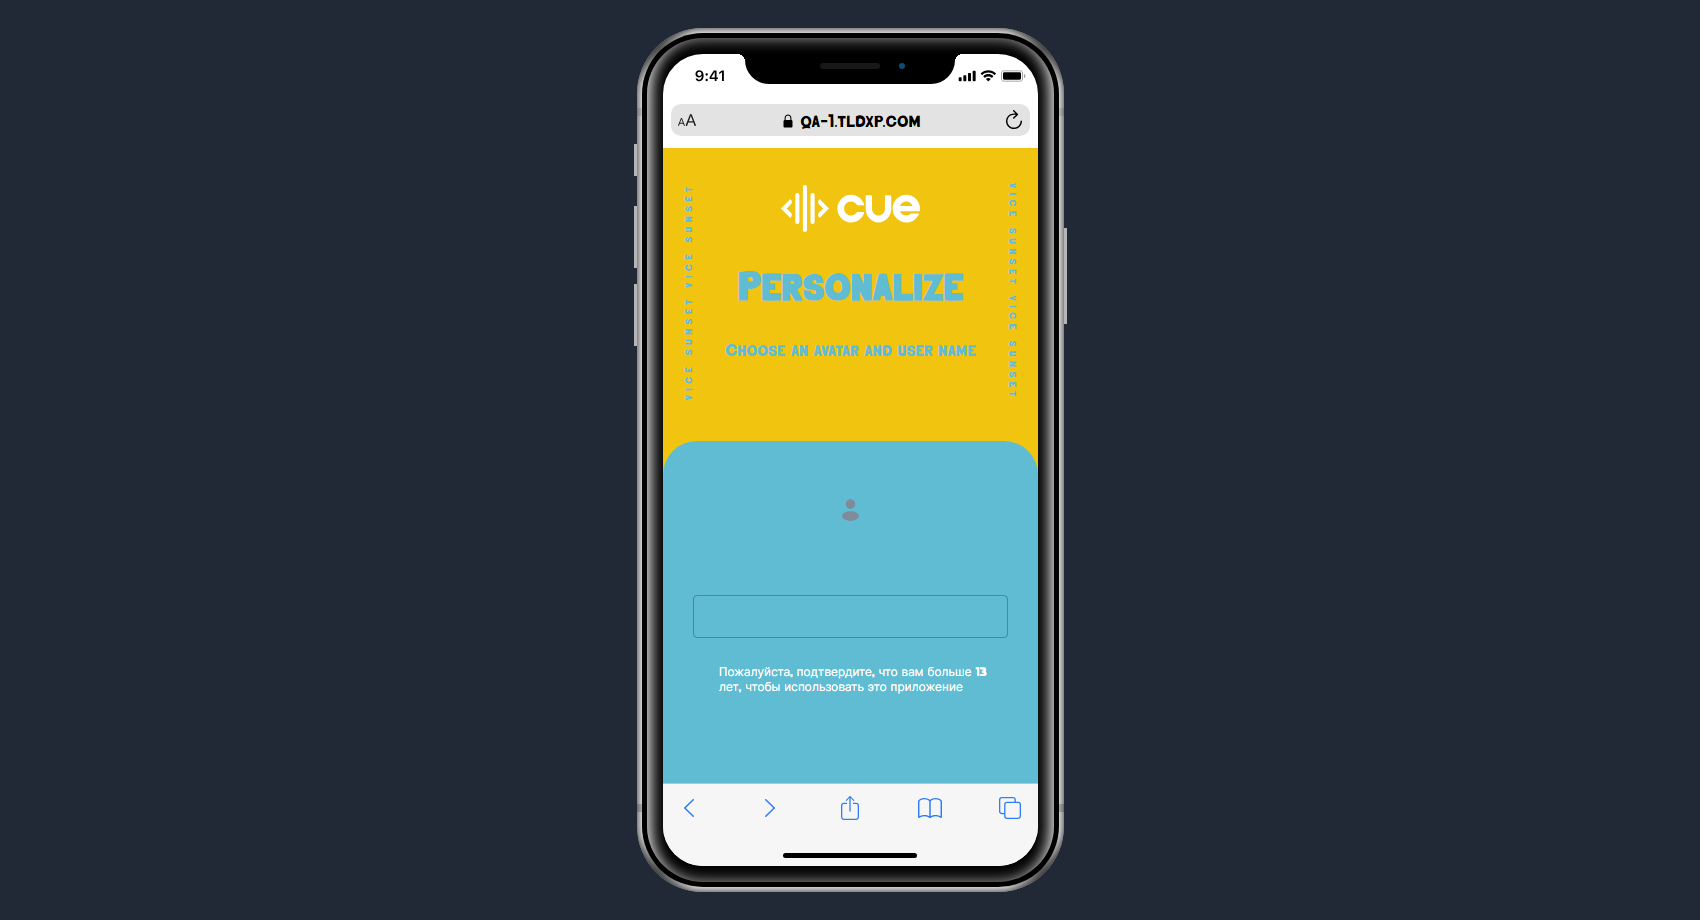 9:41
AA
QA-1.TLDXP.COM
cue
VICE SUNSET VICE SUNSET
VICE SUNSET VICE SUNSET
PERSONALIZE
CHOOSE AN AVATAR AND USER NAME
Пожалуйста, подтвердите, что вам больше 13
лет, чтобы использовать это приложение